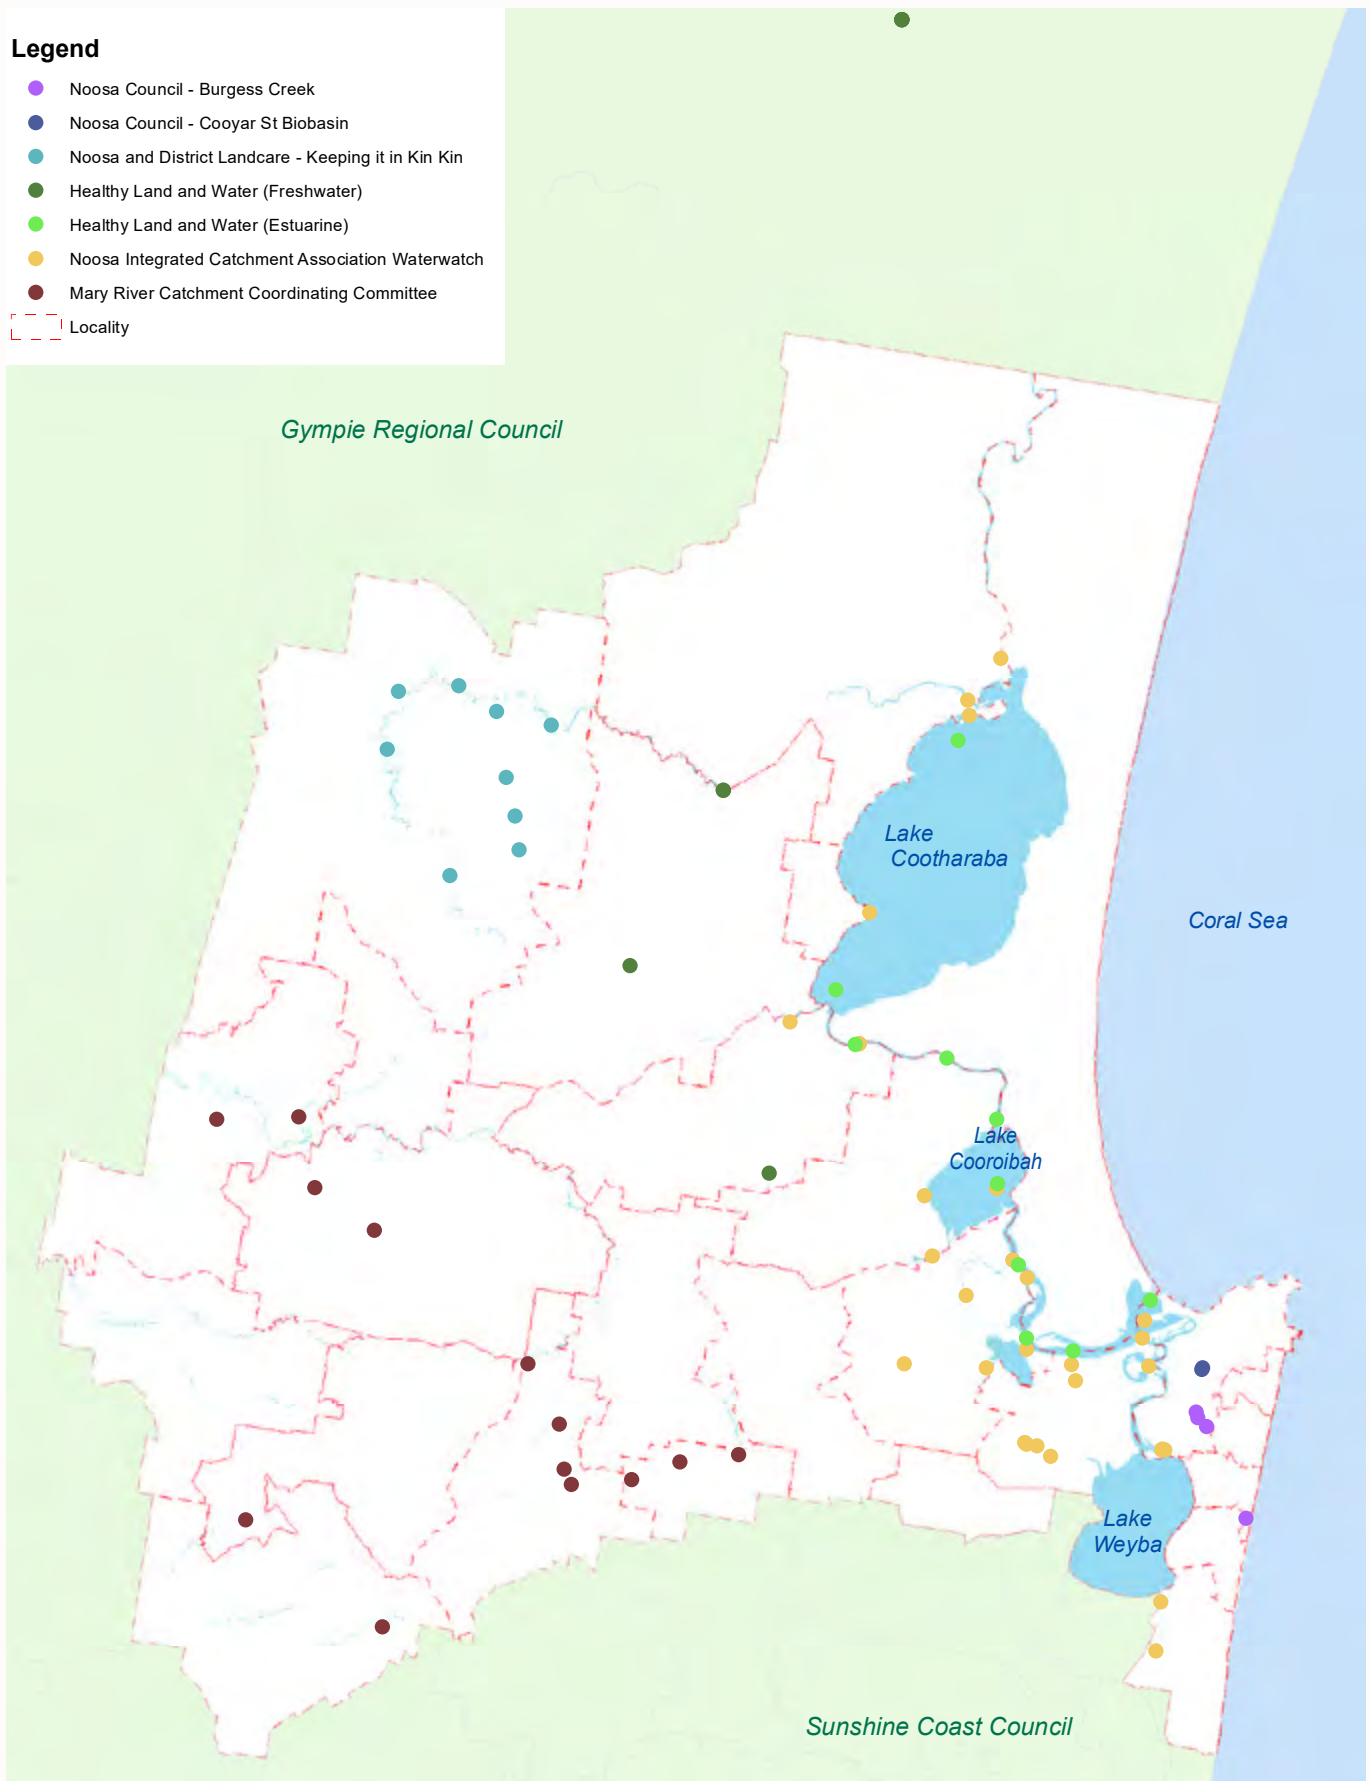 Legend
Noosa Council - Burgess Creek
Noosa Council - Cooyar St Biobasin
Noosa and District Landcare - Keeping it in Kin Kin
Healthy Land and Water (Freshwater)
Healthy Land and Water (Estuarine)
Noosa Integrated Catchment Association Waterwatch
Mary River Catchment Coordinating Committee
Locality
Gympie Regional Council
Lake
Cootharaba
Coral Sea
Lake
Cooroibah
Lake
Weyba
Sunshine Coast Council